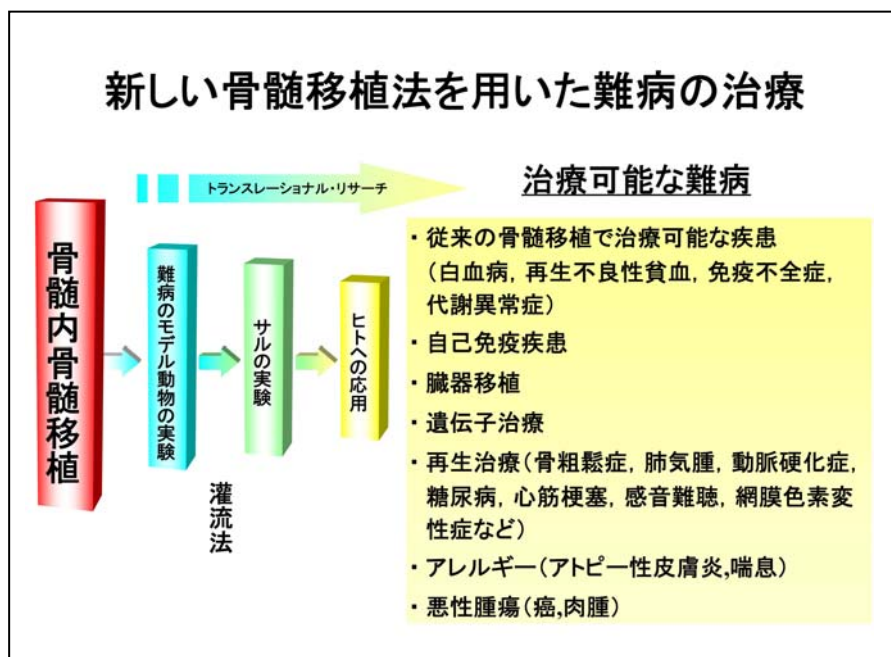 新しい骨髄移植法を用いた難病の治療
トランスレーショナル・リサーチ
骨髄内骨髄移植
難病のモデル動物の実験
サルの実験
ヒトへの応用
灌流法
治療可能な難病
・従来の骨髄移植で治療可能な疾患
(白血病, 再生不良性貧血, 免疫不全症,
代謝異常症)
・自己免疫疾患
・臓器移植
・遺伝子治療
・再生治療(骨粗鬆症, 肺気腫, 動脈硬化症,
糖尿病, 心筋梗塞, 感音難聴, 網膜色素変
性症など)
・アレルギー(アトピー性皮膚炎,喘息)
・悪性腫瘍(癌,肉腫)